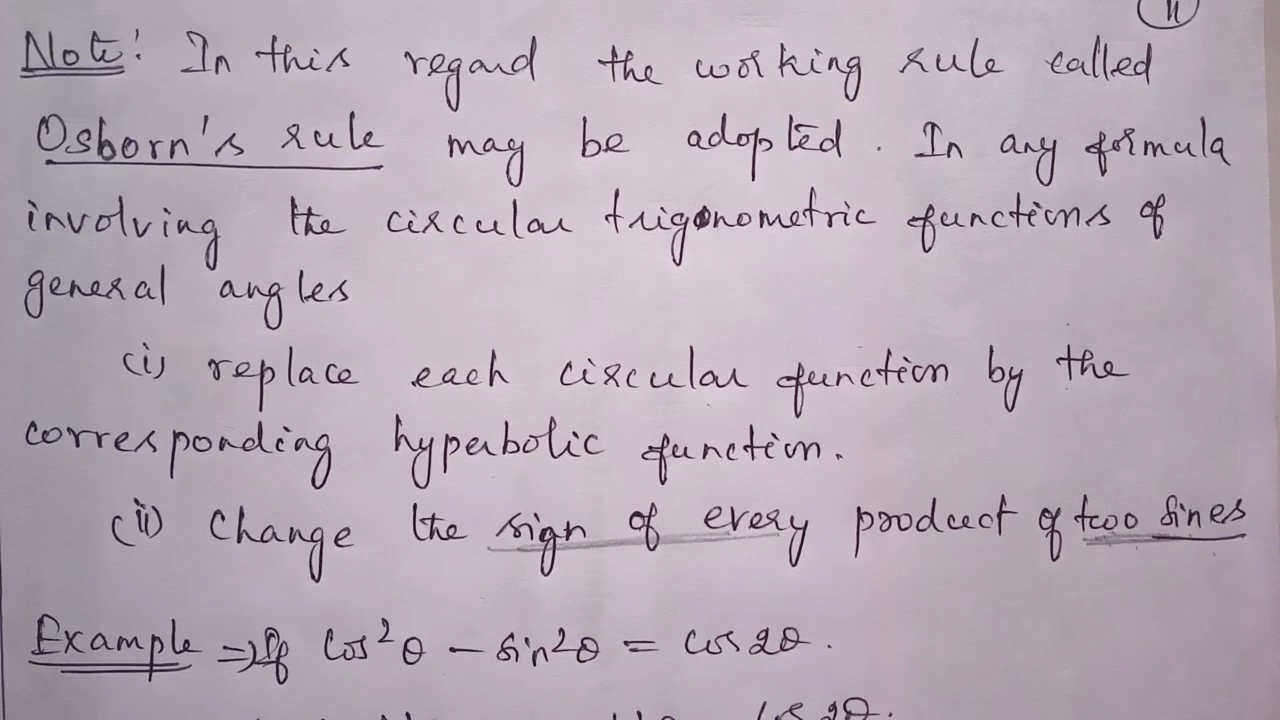 11
Note: In this regard the working rule called
Osborn's rule may be adopted. In any formula
involving the circular trigonometric functions of
general angles
(i) replace each circular function by the
corresponding hyperbolic function.
(ii) Change the sign of every product of two sines
Example ⇒ If Cos²θ – sin²θ = Cos2θ.
Cos 2θ.